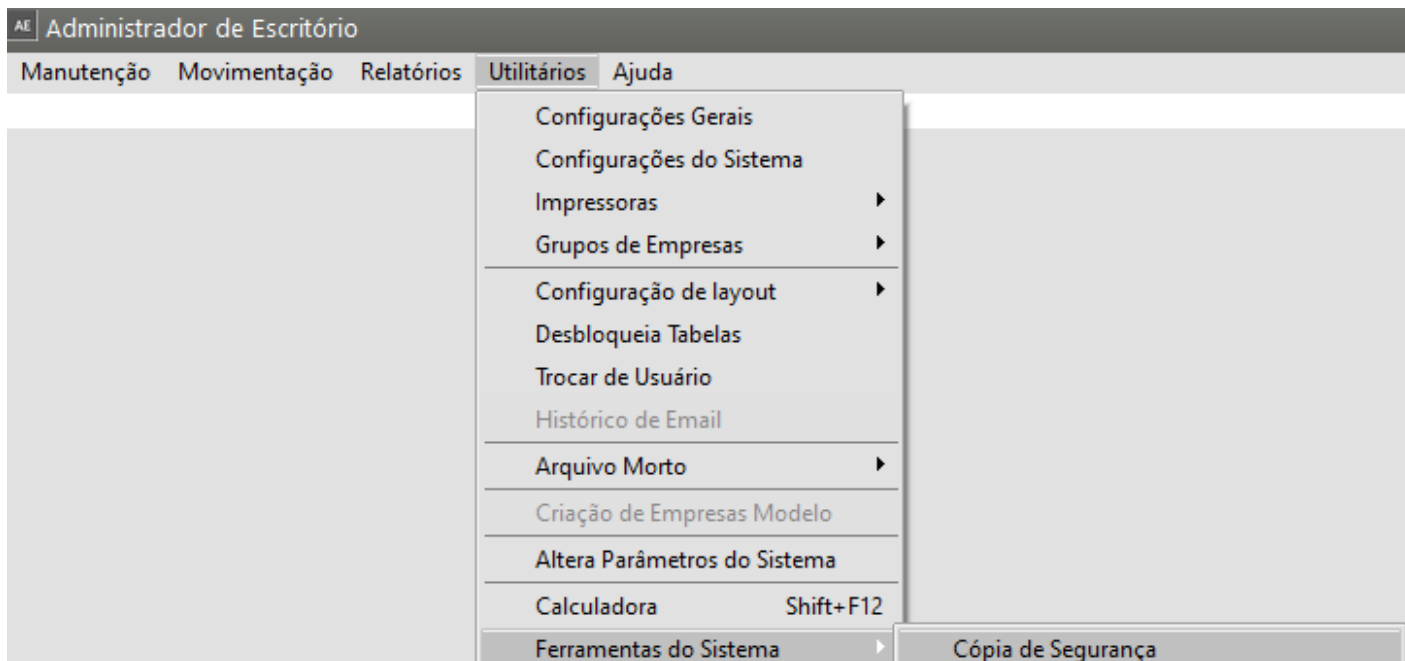 AE Administrador de Escritório
Manutenção Movimentação Relatórios Utilitários Ajuda
Configurações Gerais
Configurações do Sistema
Impressoras
Grupos de Empresas
Configuração de layout
Desbloqueia Tabelas
Trocar de Usuário
Histórico de Email
Arquivo Morto
Criação de Empresas Modelo
Altera Parâmetros do Sistema
Calculadora Shift+F12
Ferramentas do Sistema Cópia de Segurança